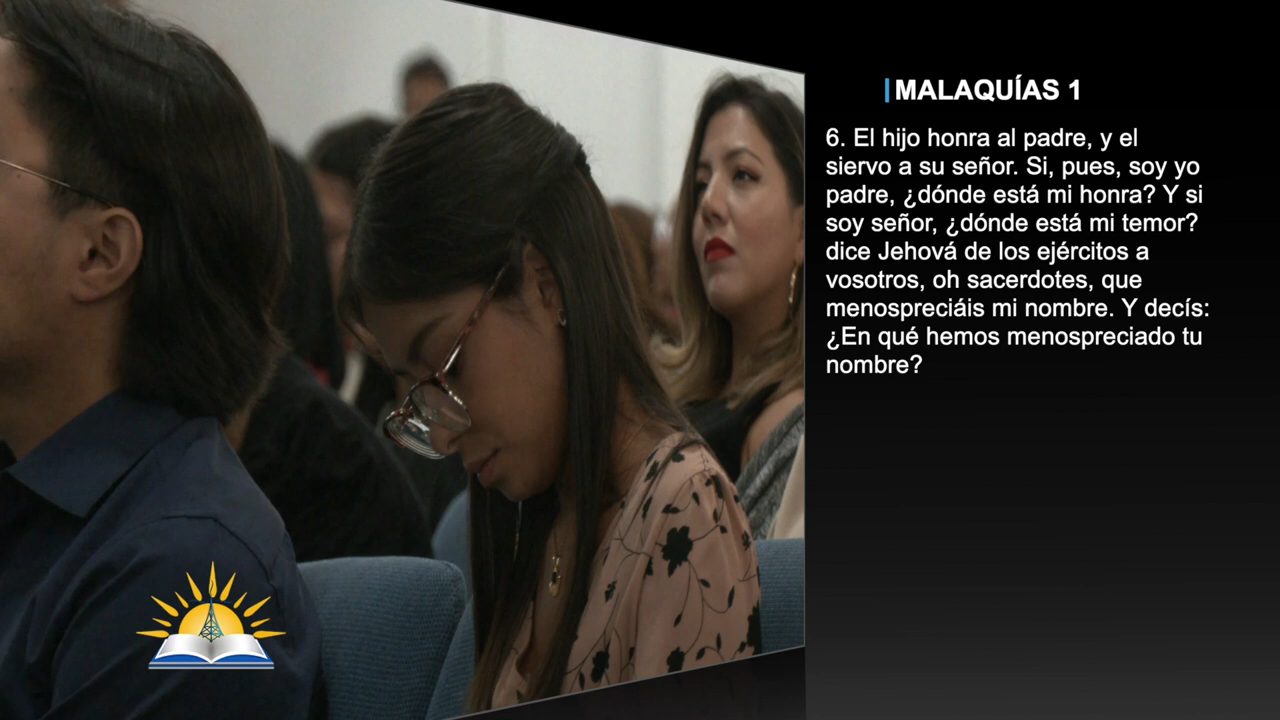 MALAQUÍAS 1
6. El hijo honra al padre, y el
siervo a su señor. Si, pues, soy yo
padre, ¿dónde está mi honra? Y si
soy señor, ¿dónde está mi temor?
dice Jehová de los ejércitos a
vosotros, oh sacerdotes, que
menospreciáis mi nombre. Y decís:
¿En qué hemos menospreciado tu
nombre?